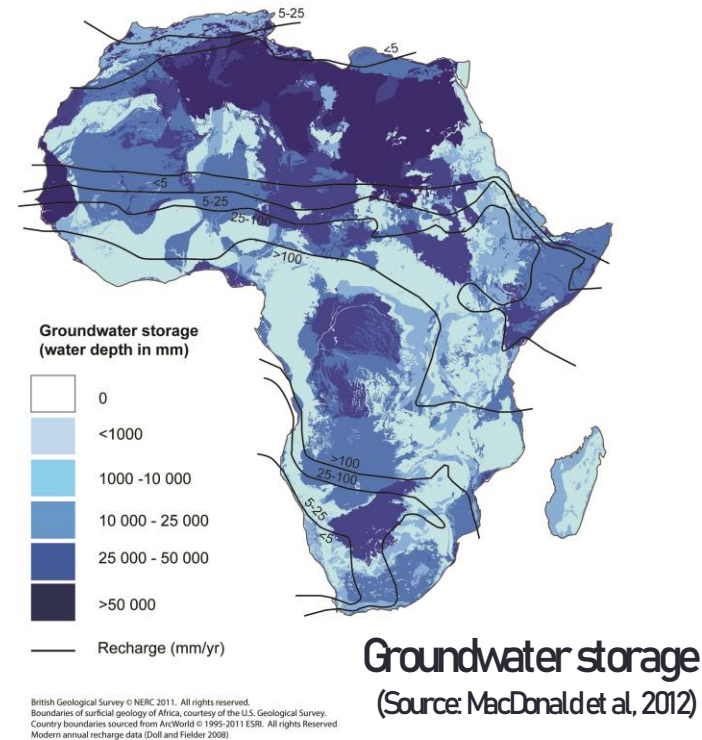 5-25
<5
<5
5-25
25-100
>100
Groundwater storage
(water depth in mm)
0
<1000
1000 -10 000
10 000 - 25 000
25 000 - 50 000
>50 000
Recharge (mm/yr)
>100
25-100
5-25
<5
Groundwater storage
(Source: MacDonald et al, 2012)
British Geological Survey © NERC 2011. All rights reserved.
Boundaries of surficial geology of Africa, courtesy of the U.S. Geological Survey.
Country boundaries sourced from ArcWorld © 1995-2011 ESRI. All rights Reserved
Modern annual recharge data (Doll and Fielder 2008)